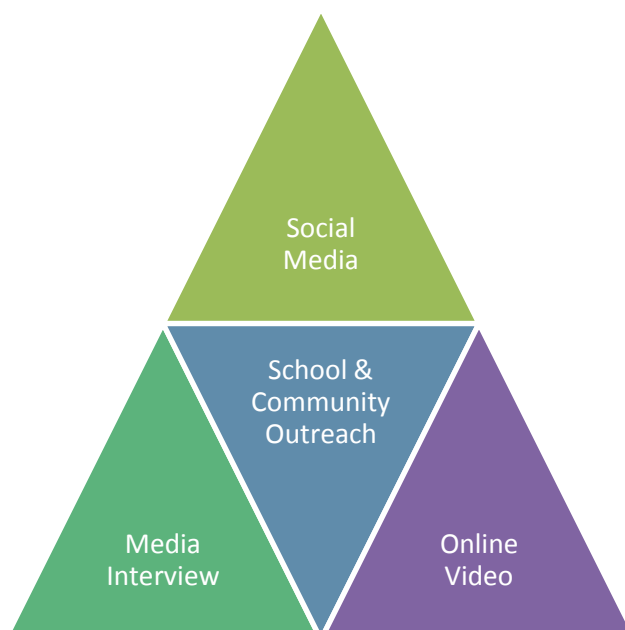 Social
Media
School &
Community
Outreach
Media
Interview
Online
Video